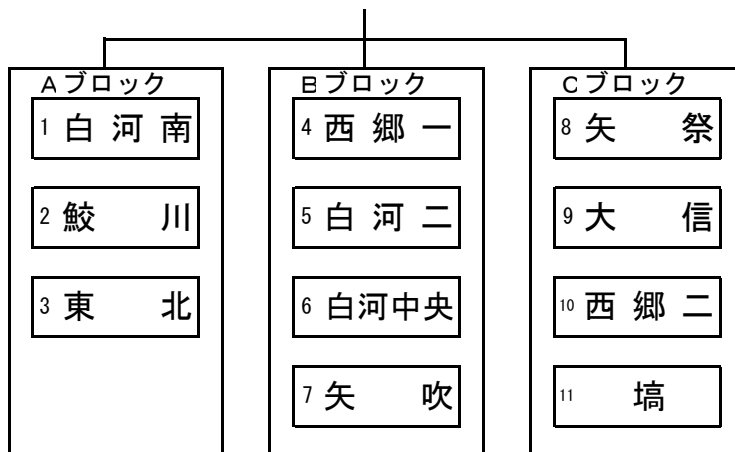 Aブロック
1 白河南
2 鮫川
3 東北
Bブロック
4 西郷一
5 白河二
6 白河中央
7 矢吹
Cブロック
8 矢祭
9 大信
10 西郷二
11 塙